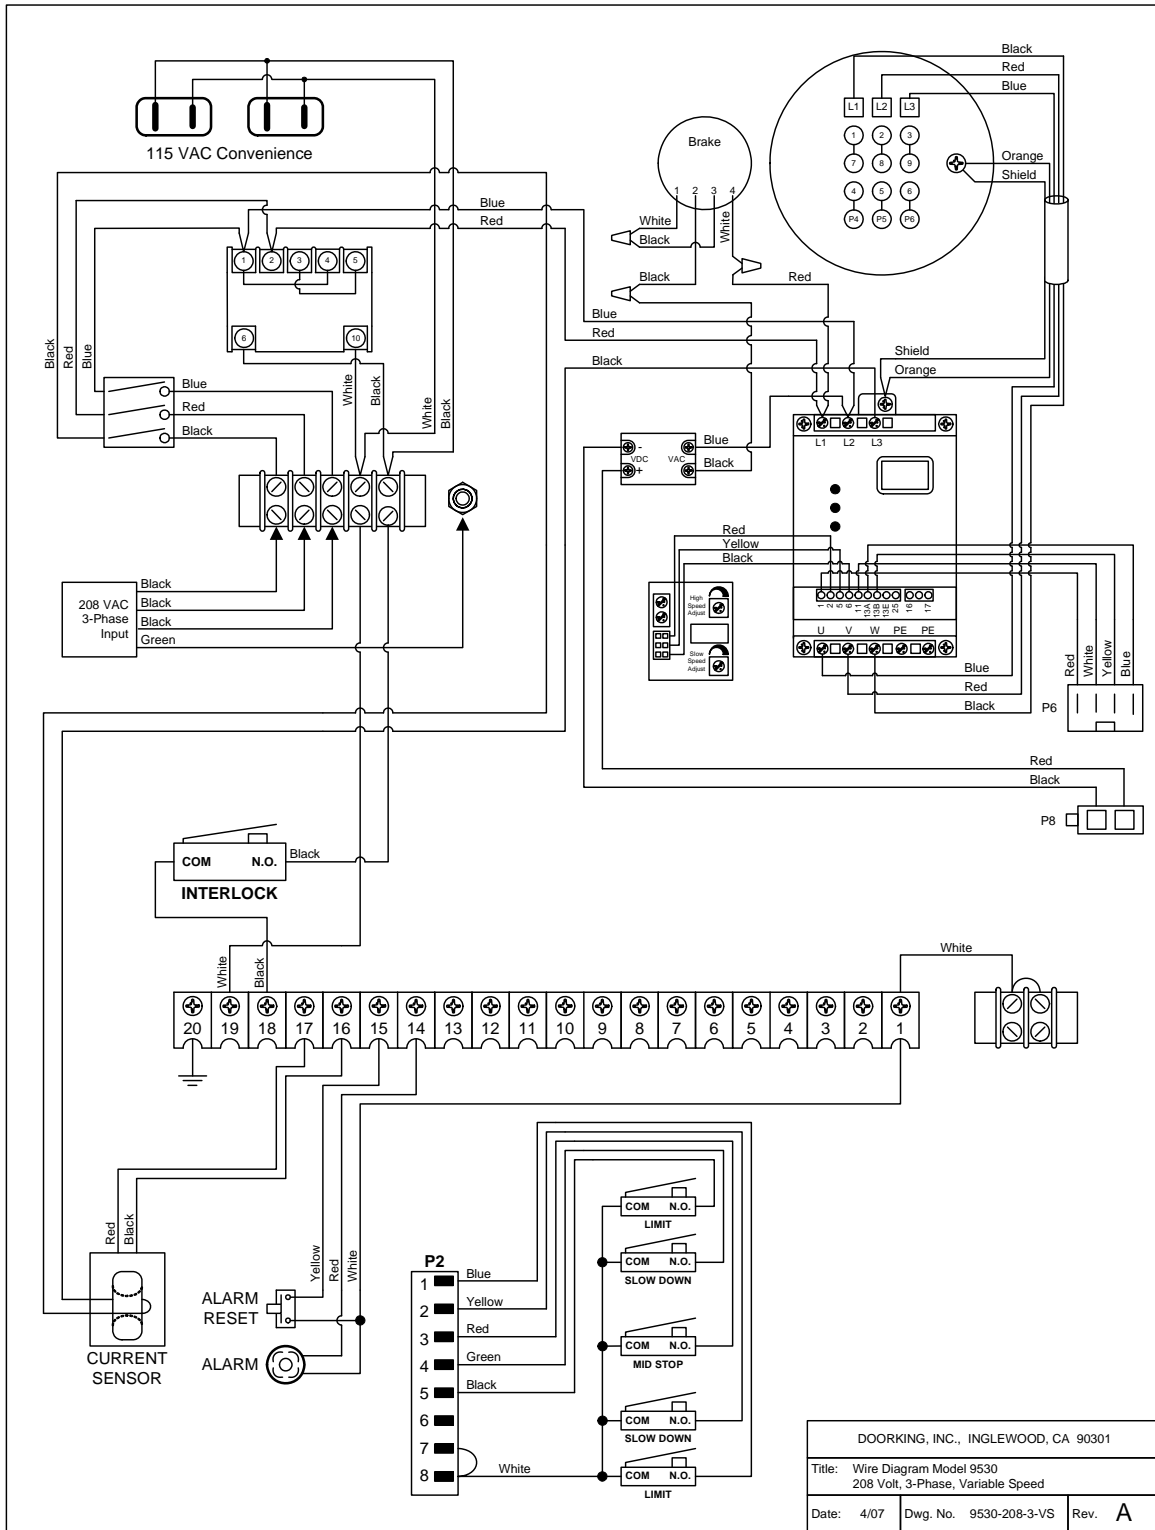 Black
Red
Blue
L1 L2 L3
1 2 3
7 8 9
4 5 6
P4 P5 P6
Orange
Shield
115 VAC Convenience
Brake
1 2 3 4
White
Black
White
Black
Red
Blue
Red
1 2 3 4 5
6 10
Black
Red
Blue
Blue
Red
Black
White
Black
White
Black
Blue
Red
Black
Shield
Orange
L1 L2 L3
- VDC +
VAC
Blue
Black
Red
Yellow
Black
High Speed Adjust
Slow Speed Adjust
1 2 5 6 11 13A 13B 13E 25 16 17
U V W PE PE
Blue
Red
Black
Red
White
Yellow
Blue
P6
Red
Black
P8
208 VAC
3-Phase
Input
Black
Black
Black
Green
COM N.O.
Black
INTERLOCK
White
Black
White
20 19 18 17 16 15 14 13 12 11 10 9 8 7 6 5 4 3 2 1
Red
Black
Yellow
Red
White
CURRENT
SENSOR
ALARM
RESET
ALARM
P2
1 Blue
2 Yellow
3 Red
4 Green
5 Black
6
7
8 White
COM N.O.
LIMIT
COM N.O.
SLOW DOWN
COM N.O.
MID STOP
COM N.O.
SLOW DOWN
COM N.O.
LIMIT
DOORKING, INC., INGLEWOOD, CA 90301
Title: Wire Diagram Model 9530
208 Volt, 3-Phase, Variable Speed
Date: 4/07 Dwg. No. 9530-208-3-VS Rev. A